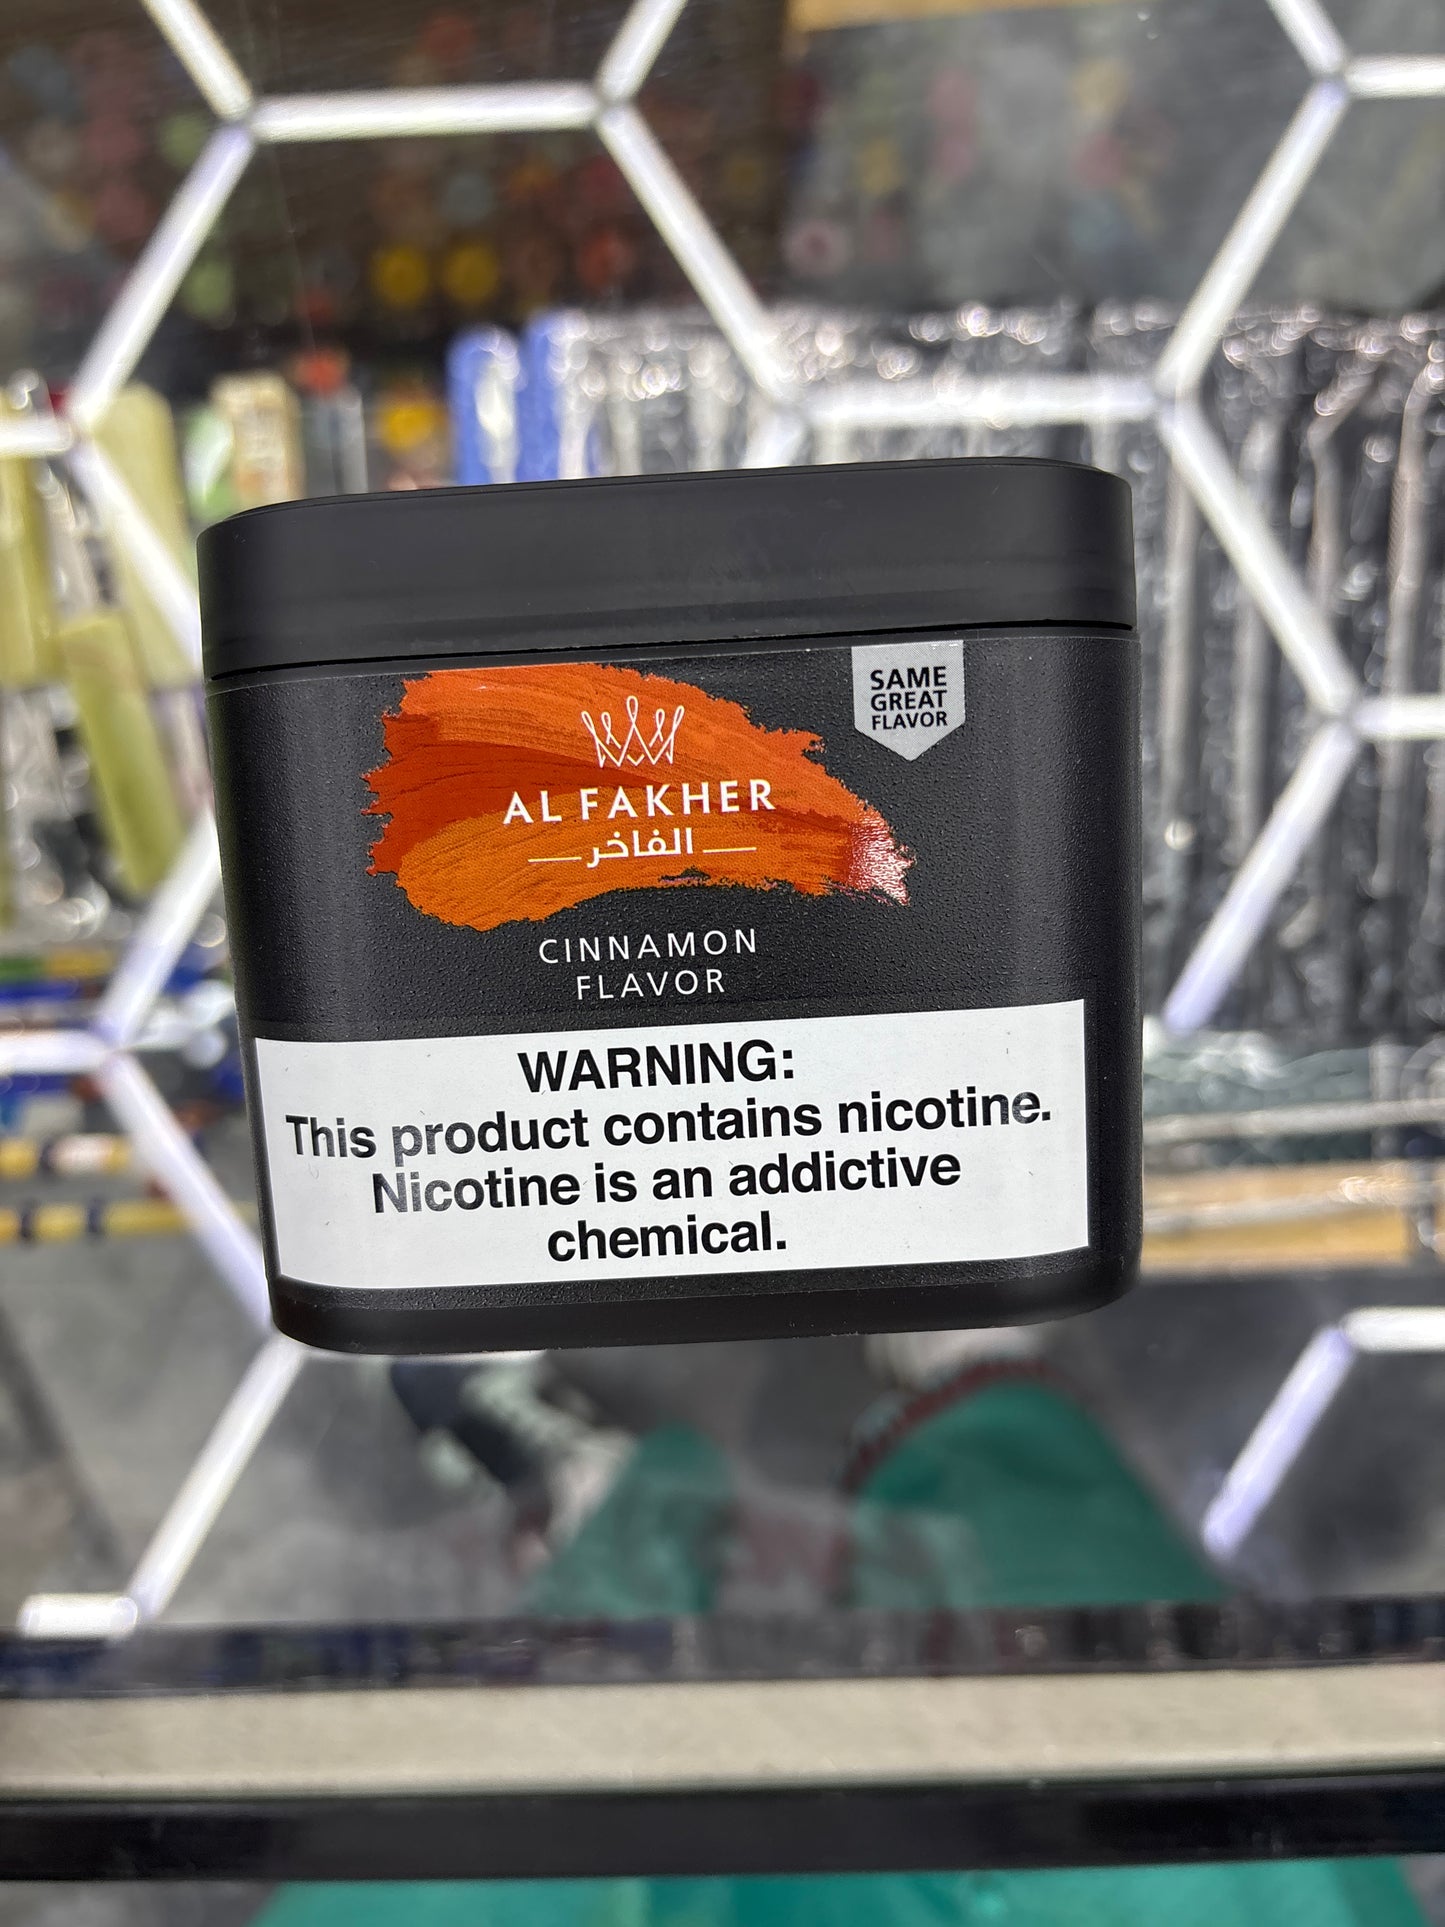 SAME
GREAT
FLAVOR
AL FAKHER
الفاخر
CINNAMON
FLAVOR
WARNING:
This product contains nicotine.
Nicotine is an addictive
chemical.